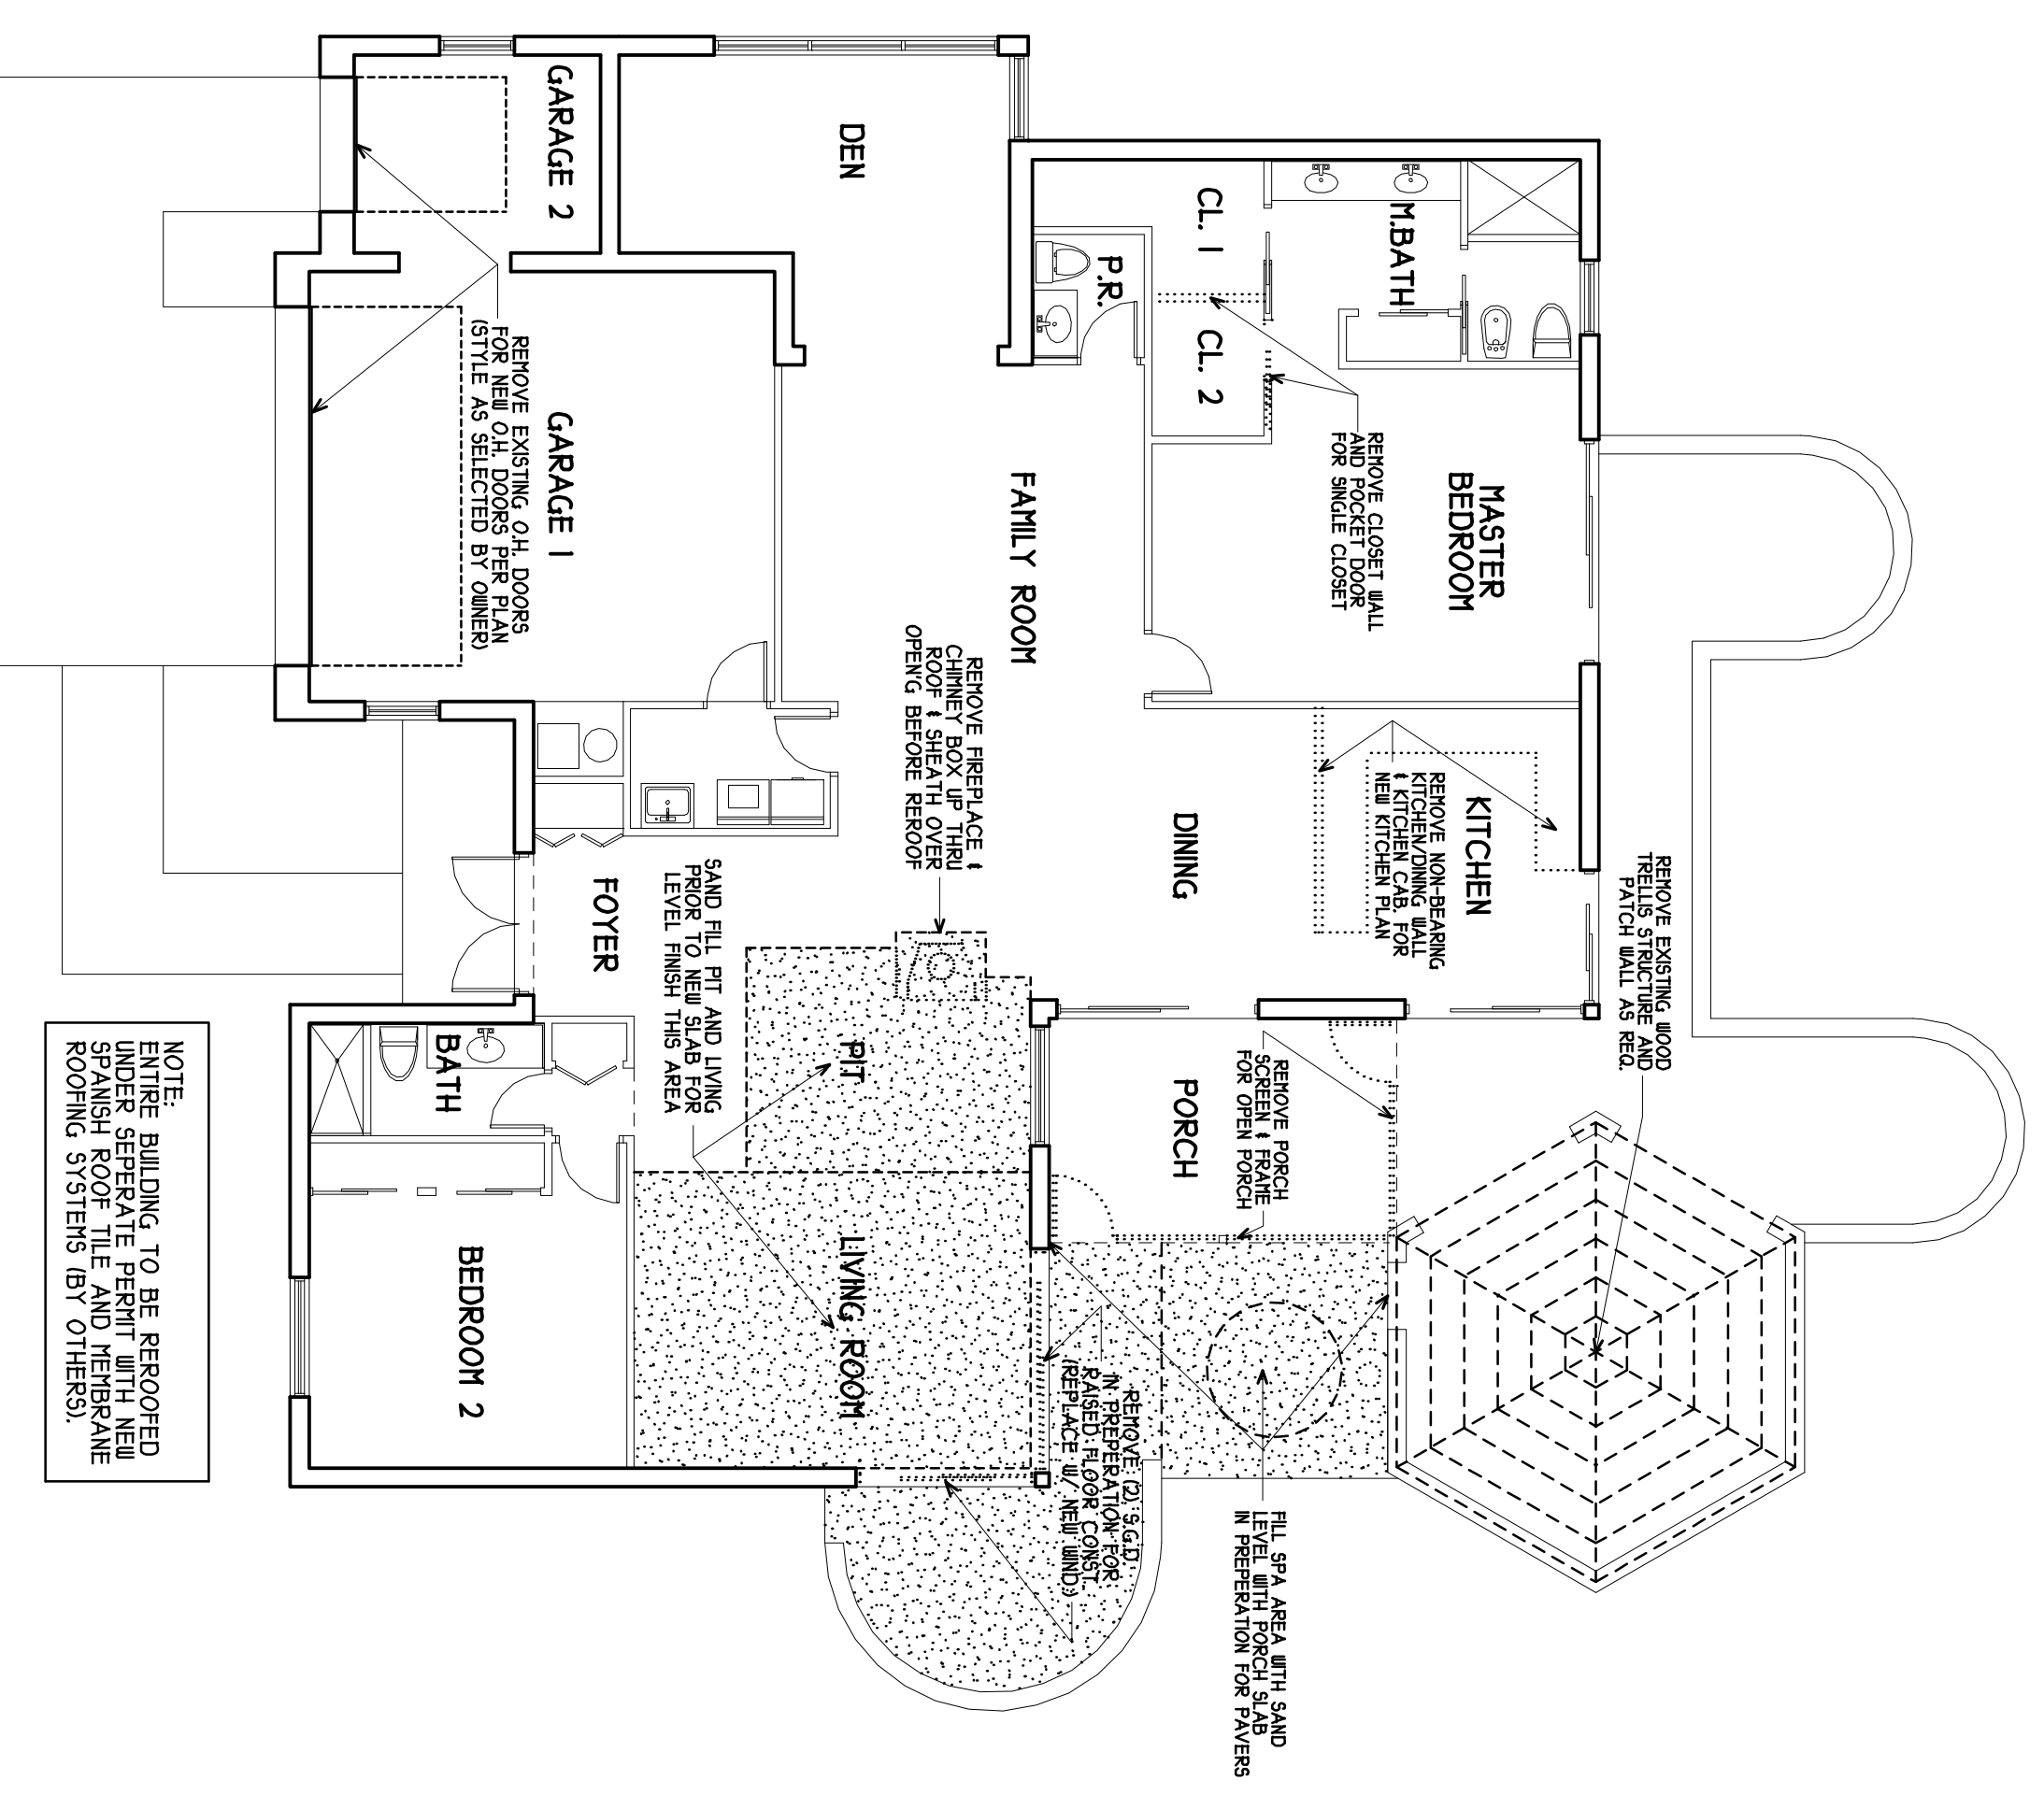 REMOVE EXISTING WOOD
TRELLIS STRUCTURE AND
PATCH WALL AS REQ.
M.BATH
MASTER
BEDROOM
KITCHEN
REMOVE NON-BEARING
KITCHEN/DINING WALL
& KITCHEN CAB. FOR
NEW KITCHEN PLAN
REMOVE CLOSET WALL
AND POCKET DOOR
FOR SINGLE CLOSET
CL. 1
CL. 2
P.R.
DINING
PORCH
REMOVE PORCH
SCREEN & FRAME
FOR OPEN PORCH
FILL SPA AREA WITH SAND
LEVEL WITH PORCH SLAB
IN PREPERATION FOR PAVERS
REMOVE (2) S.G.D
IN PREPERATION FOR
RAISED FLOOR CONST.
(REPLACE W/ NEW WND.)
FAMILY ROOM
REMOVE FIREPLACE &
CHIMNEY BOX UP THRU
ROOF & SHEATH OVER
OPEN'G BEFORE REROOF
DEN
PIT
LIVING ROOM
SAND FILL PIT AND LIVING
PRIOR TO NEW SLAB FOR
LEVEL FINISH THIS AREA
FOYER
GARAGE 2
GARAGE 1
REMOVE EXISTING O.H. DOORS
FOR NEW O.H. DOORS PER PLAN
(STYLE AS SELECTED BY OWNER)
BATH
BEDROOM 2
NOTE:
ENTIRE BUILDING TO BE REROOFED
UNDER SEPERATE PERMIT WITH NEW
SPANISH ROOF TILE AND MEMBRANE
ROOFING SYSTEMS (BY OTHERS).